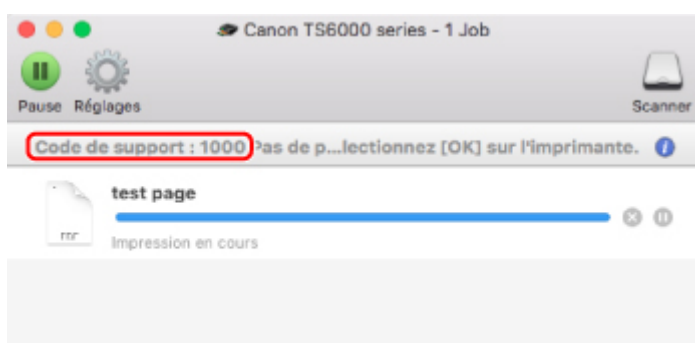 Canon TS6000 series - 1 Job
Pause Réglages Scanner
Code de support : 1000 Pas de p...lectionnez [OK] sur l'imprimante.
test page
Impression en cours